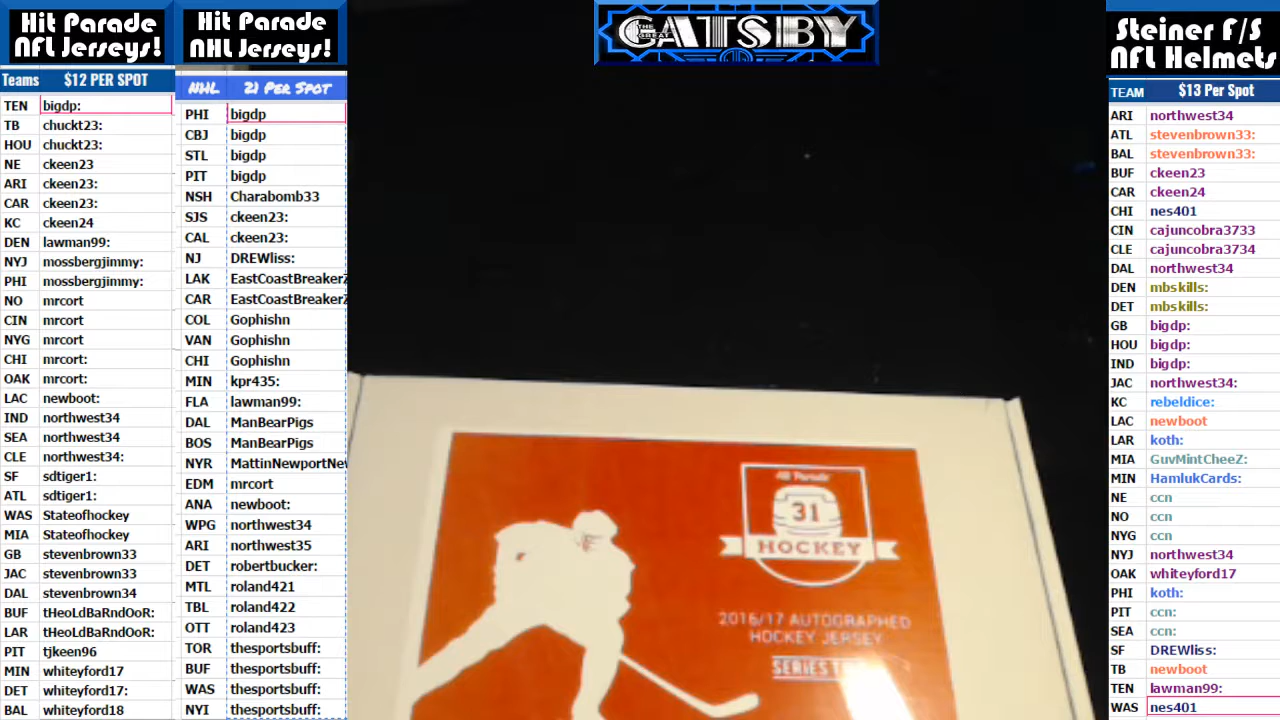 Hit Parade
NFL Jerseys!
Teams $12 PER SPOT
TEN bigdp:
TB chuckt23:
HOU chuckt23:
NE ckeen23
ARI ckeen23:
CAR ckeen23:
KC ckeen24
DEN lawman99:
NYJ mossbergjimmy:
PHI mossbergjimmy:
NO mrcort
CIN mrcort
NYG mrcort
CHI mrcort:
OAK mrcort:
LAC newboot:
IND northwest34
SEA northwest34
CLE northwest34:
SF sdtiger1:
ATL sdtiger1:
WAS Stateofhockey
MIA Stateofhockey
GB stevenbrown33
JAC stevenbrown33
DAL stevenbrown34
BUF tHeoLdBaRndOoR:
LAR tHeoLdBaRndOoR:
PIT tjkeen96
MIN whiteyford17
DET whiteyford17:
BAL whiteyford18
Hit Parade
NHL Jerseys!
NHL 21 PER SPOT
PHI bigdp
CBJ bigdp
STL bigdp
PIT bigdp
NSH Charabomb33
SJS ckeen23:
CAL ckeen23:
NJ DREWliss:
LAK EastCoastBreakerZ
CAR EastCoastBreakerZ
COL Gophishn
VAN Gophishn
CHI Gophishn
MIN kpr435:
FLA lawman99:
DAL ManBearPigs
BOS ManBearPigs
NYR MattinNewportNe
EDM mrcort
ANA newboot:
WPG northwest34
ARI northwest35
DET robertbucker:
MTL roland421
TBL roland422
OTT roland423
TOR thesportsbuff:
BUF thesportsbuff:
WAS thesportsbuff:
NYI thesportsbuff:
THE GREAT
GATSBY
Hit Parade
31
HOCKEY
2016/17 AUTOGRAPHED
HOCKEY JERSEY
SERIES
Steiner F/S
NFL Helmets
TEAM $13 Per Spot
ARI northwest34
ATL stevenbrown33:
BAL stevenbrown33:
BUF ckeen23
CAR ckeen24
CHI nes401
CIN cajuncobra3733
CLE cajuncobra3734
DAL northwest34
DEN mbskills:
DET mbskills:
GB bigdp:
HOU bigdp:
IND bigdp:
JAC northwest34:
KC rebeldice:
LAC newboot
LAR koth:
MIA GuvMintCheeZ:
MIN HamlukCards:
NE ccn
NO ccn
NYG ccn
NYJ northwest34
OAK whiteyford17
PHI koth:
PIT ccn:
SEA ccn:
SF DREWliss:
TB newboot
TEN lawman99:
WAS nes401